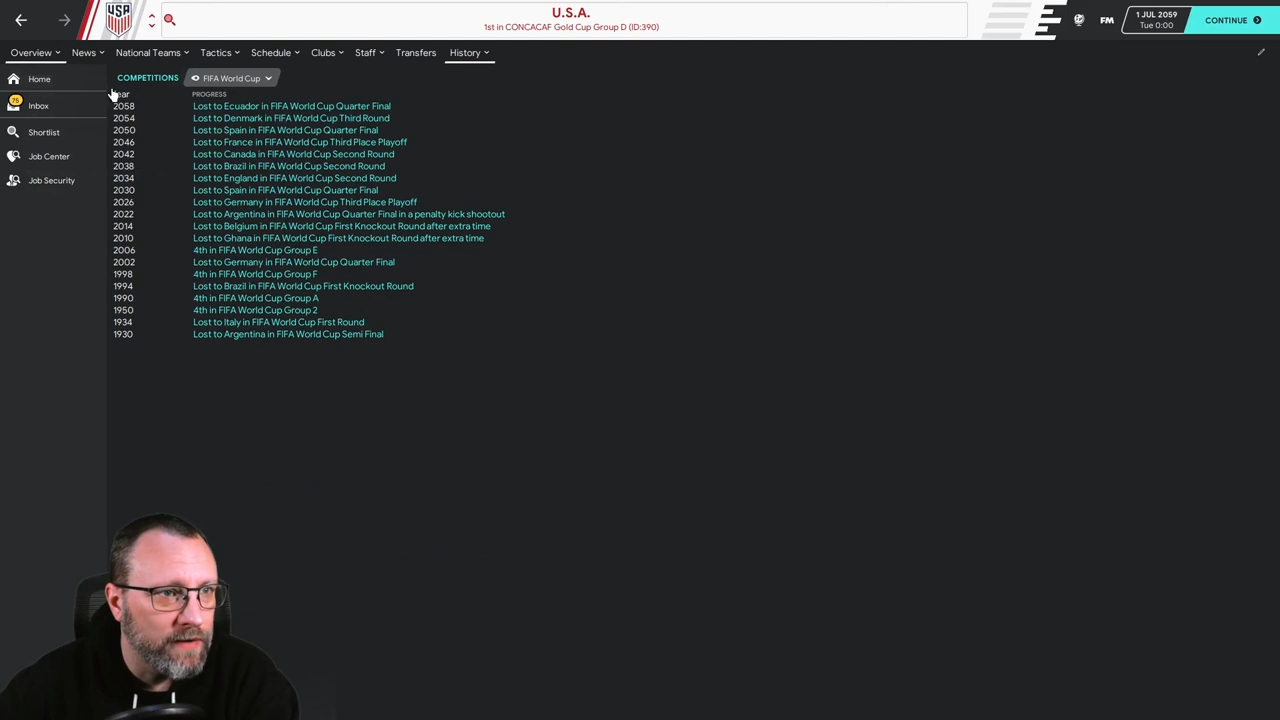 USA
U.S.A.
1st in CONCACAF Gold Cup Group D (ID:390)
FM
1 JUL 2059
Tue 0:00
CONTINUE
Overview
News
National Teams
Tactics
Schedule
Clubs
Staff
Transfers
History
Home
75
Inbox
Shortlist
Job Center
Job Security
COMPETITIONS
FIFA World Cup
PROGRESS
2058 Lost to Ecuador in FIFA World Cup Quarter Final
2054 Lost to Denmark in FIFA World Cup Third Round
2050 Lost to Spain in FIFA World Cup Quarter Final
2046 Lost to France in FIFA World Cup Third Place Playoff
2042 Lost to Canada in FIFA World Cup Second Round
2038 Lost to Brazil in FIFA World Cup Second Round
2034 Lost to England in FIFA World Cup Second Round
2030 Lost to Spain in FIFA World Cup Quarter Final
2026 Lost to Germany in FIFA World Cup Third Place Playoff
2022 Lost to Argentina in FIFA World Cup Quarter Final in a penalty kick shootout
2014 Lost to Belgium in FIFA World Cup First Knockout Round after extra time
2010 Lost to Ghana in FIFA World Cup First Knockout Round after extra time
2006 4th in FIFA World Cup Group E
2002 Lost to Germany in FIFA World Cup Quarter Final
1998 4th in FIFA World Cup Group F
1994 Lost to Brazil in FIFA World Cup First Knockout Round
1990 4th in FIFA World Cup Group A
1950 4th in FIFA World Cup Group 2
1934 Lost to Italy in FIFA World Cup First Round
1930 Lost to Argentina in FIFA World Cup Semi Final